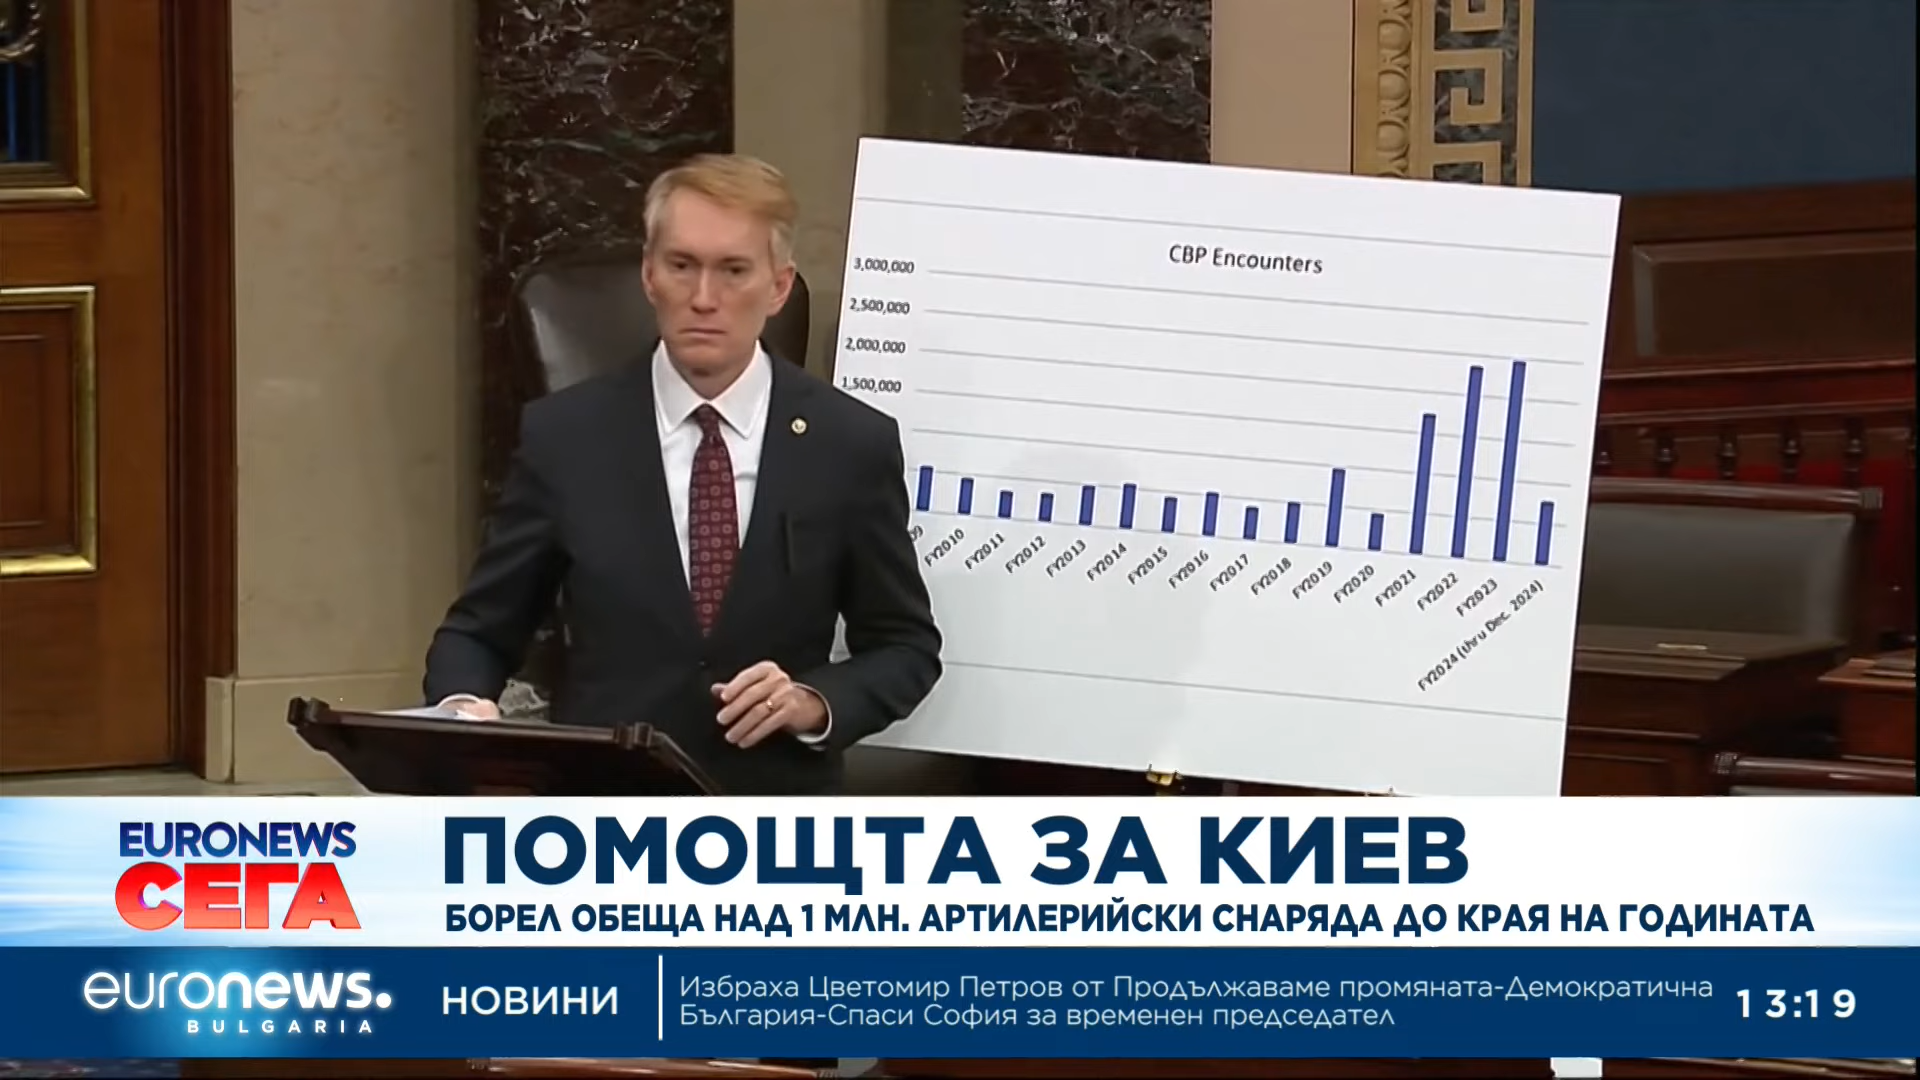 CBP Encounters
3,000,000
2,500,000
2,000,000
1,500,000
09
FY2010
FY2011
FY2012
FY2013
FY2014
FY2015
FY2016
FY2017
FY2018
FY2019
FY2020
FY2021
FY2022
FY2023
FY2024 (thru Dec. 2024)
EURONEWS
СЕГА
ПОМОЩТА ЗА КИЕВ
БОРЕЛ ОБЕЩА НАД 1 МЛН. АРТИЛЕРИЙСКИ СНАРЯДА ДО КРАЯ НА ГОДИНАТА
euronews.
BULGARIA
НОВИНИ
Избраха Цветомир Петров от Продължаваме промяната-Демократична
България-Спаси София за временен председател
13:19